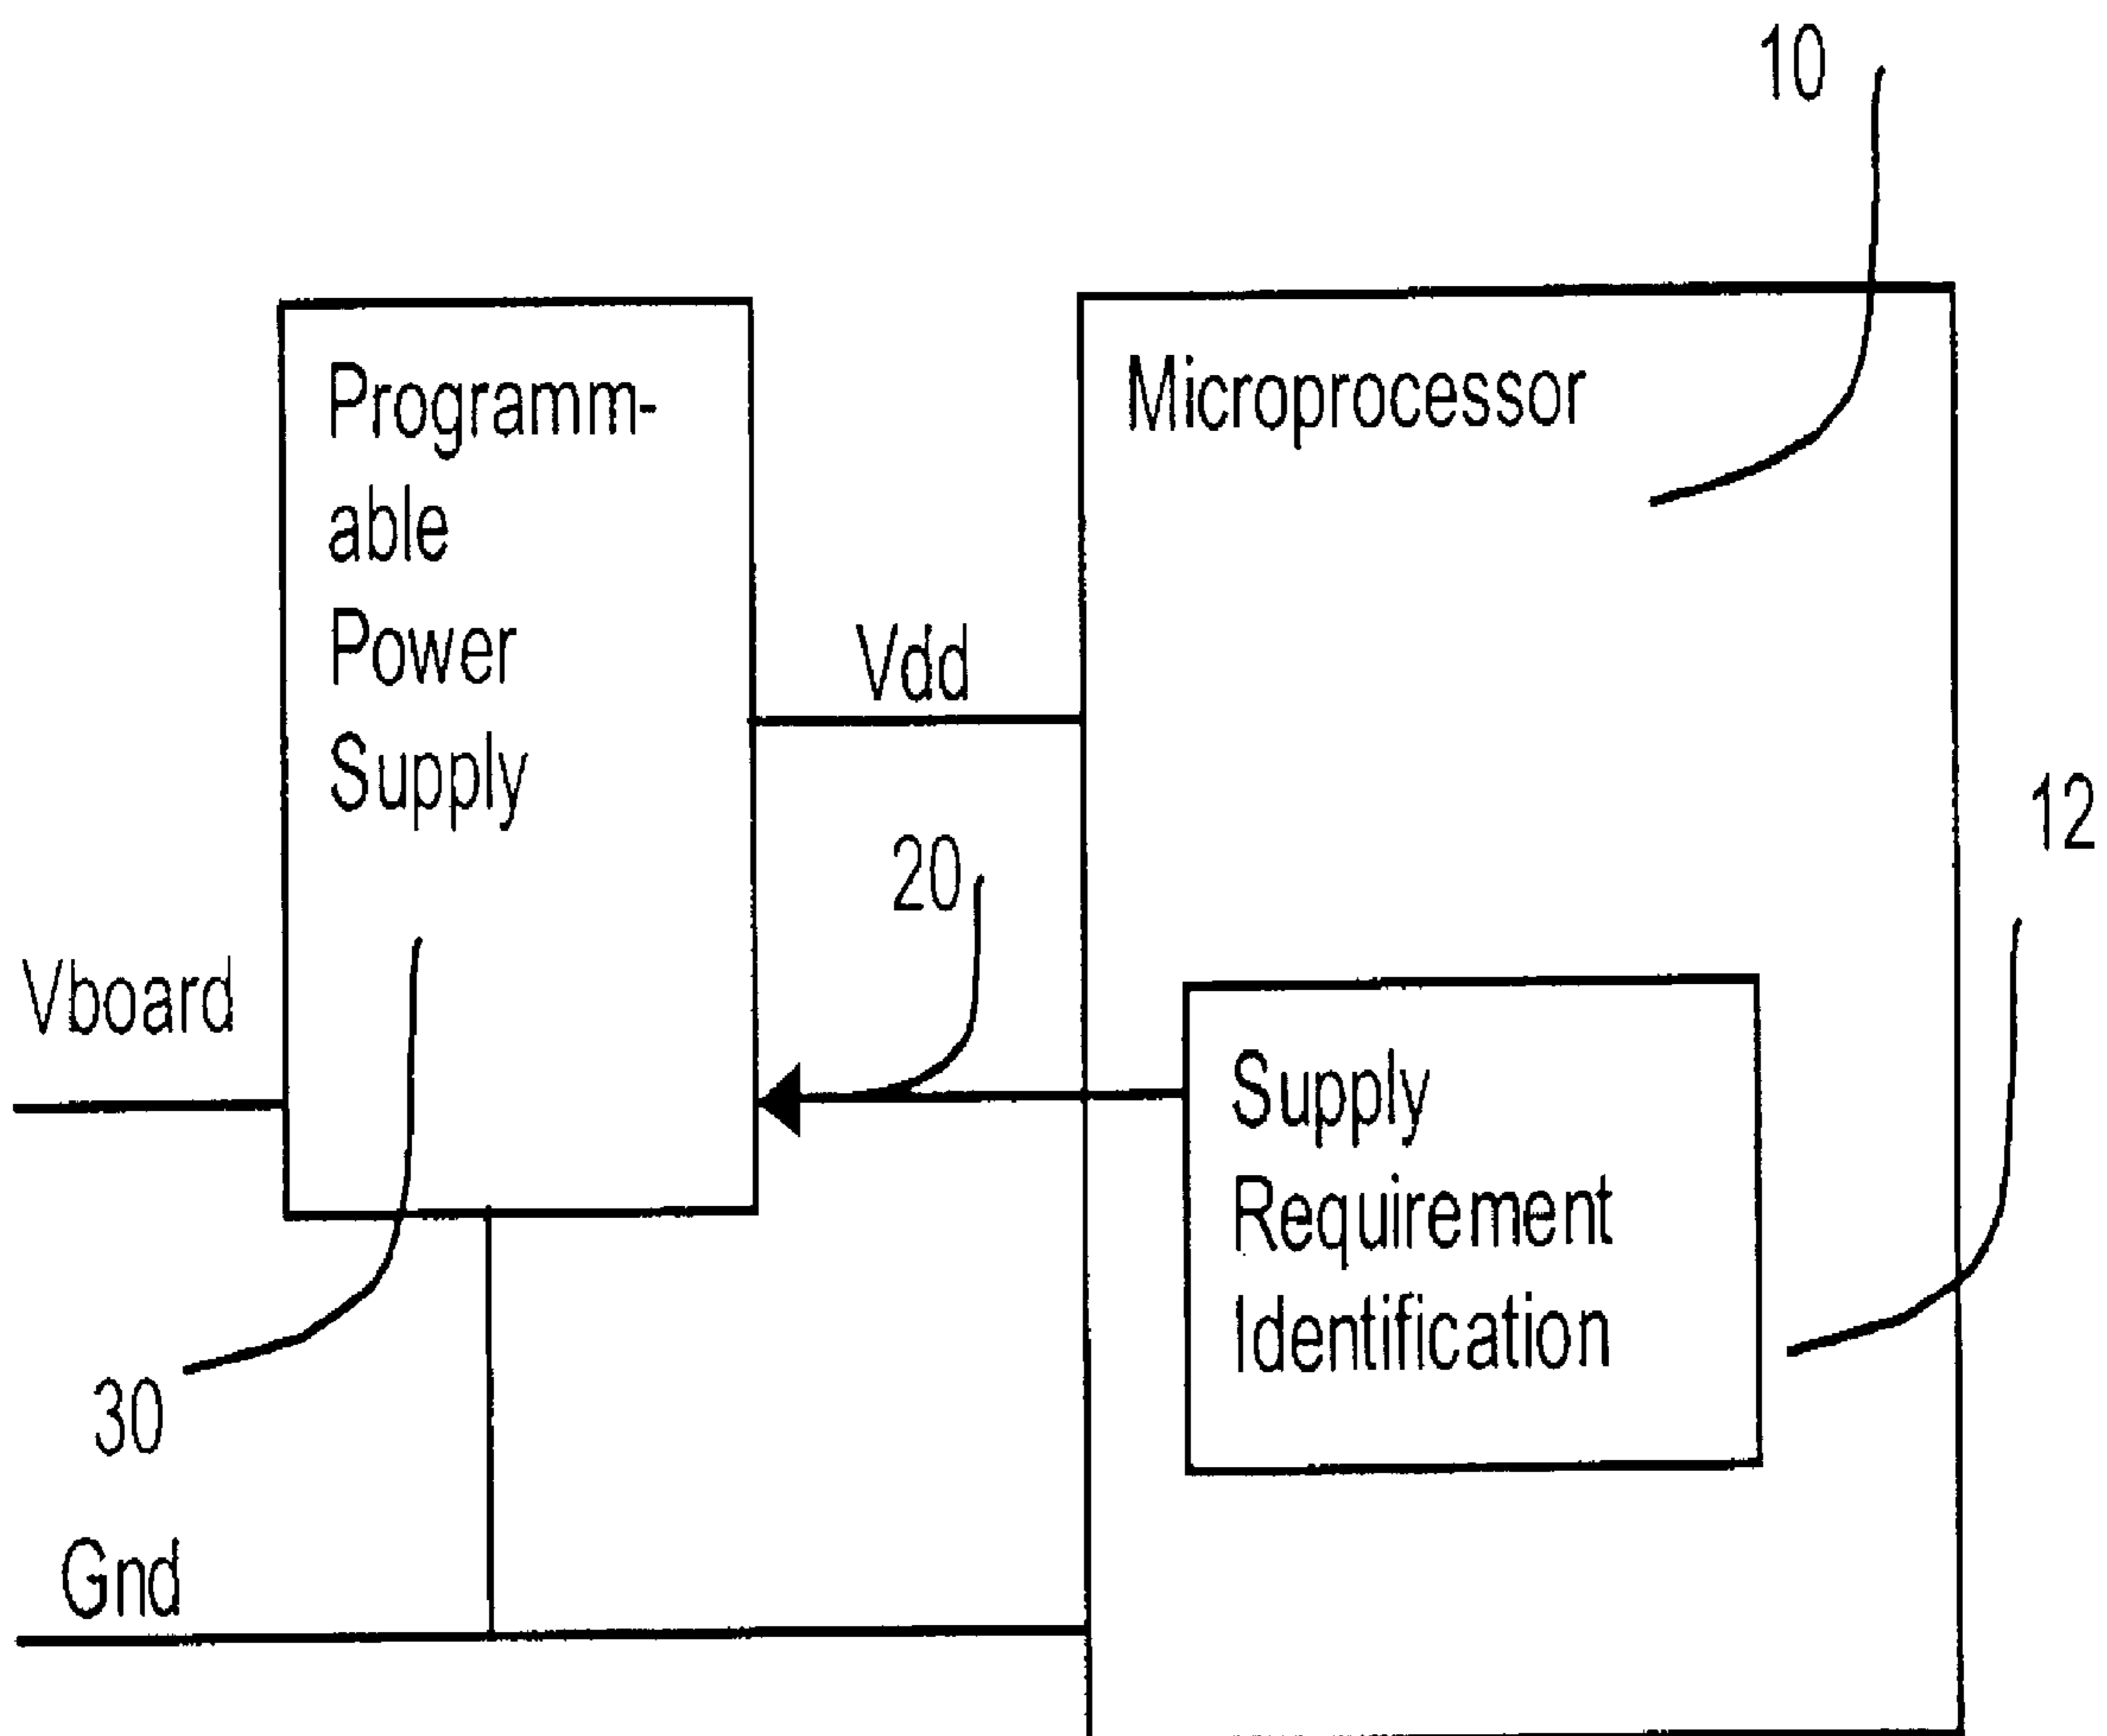 10
Programm-
able
Power
Supply
Microprocessor
Vdd
12
20
Vboard
Supply
Requirement
Identification
30
Gnd